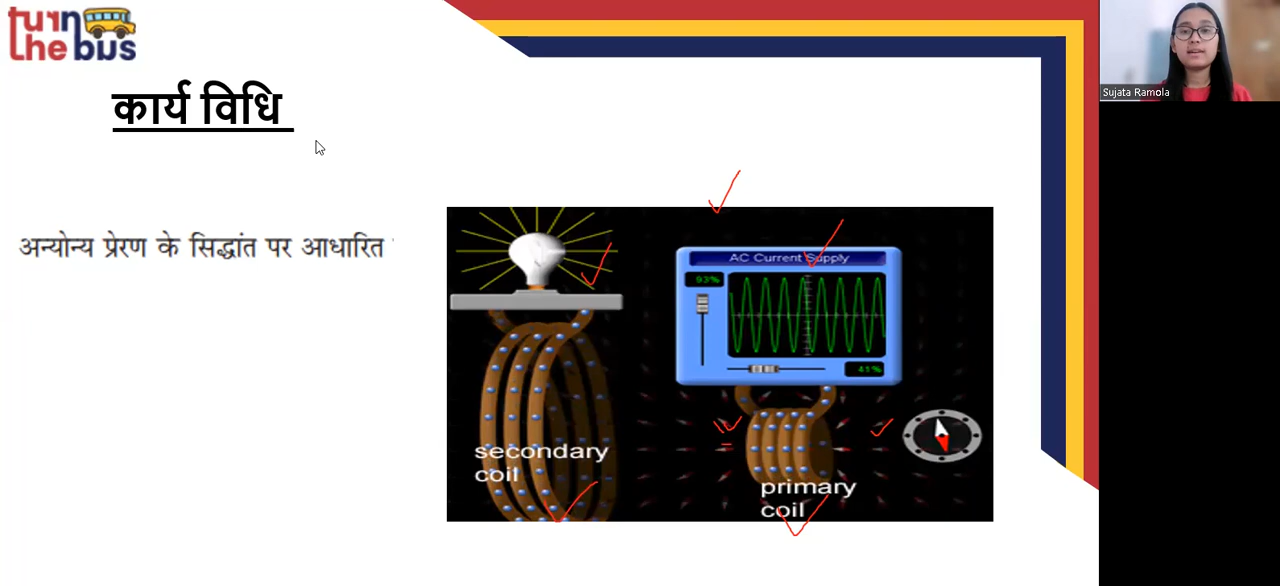 turn
the bus
कार्य विधि
अन्योन्य प्रेरण के सिद्धांत पर आधारित
AC Current Supply
93%
41%
secondary
coil
primary
coil
Sujata Ramola